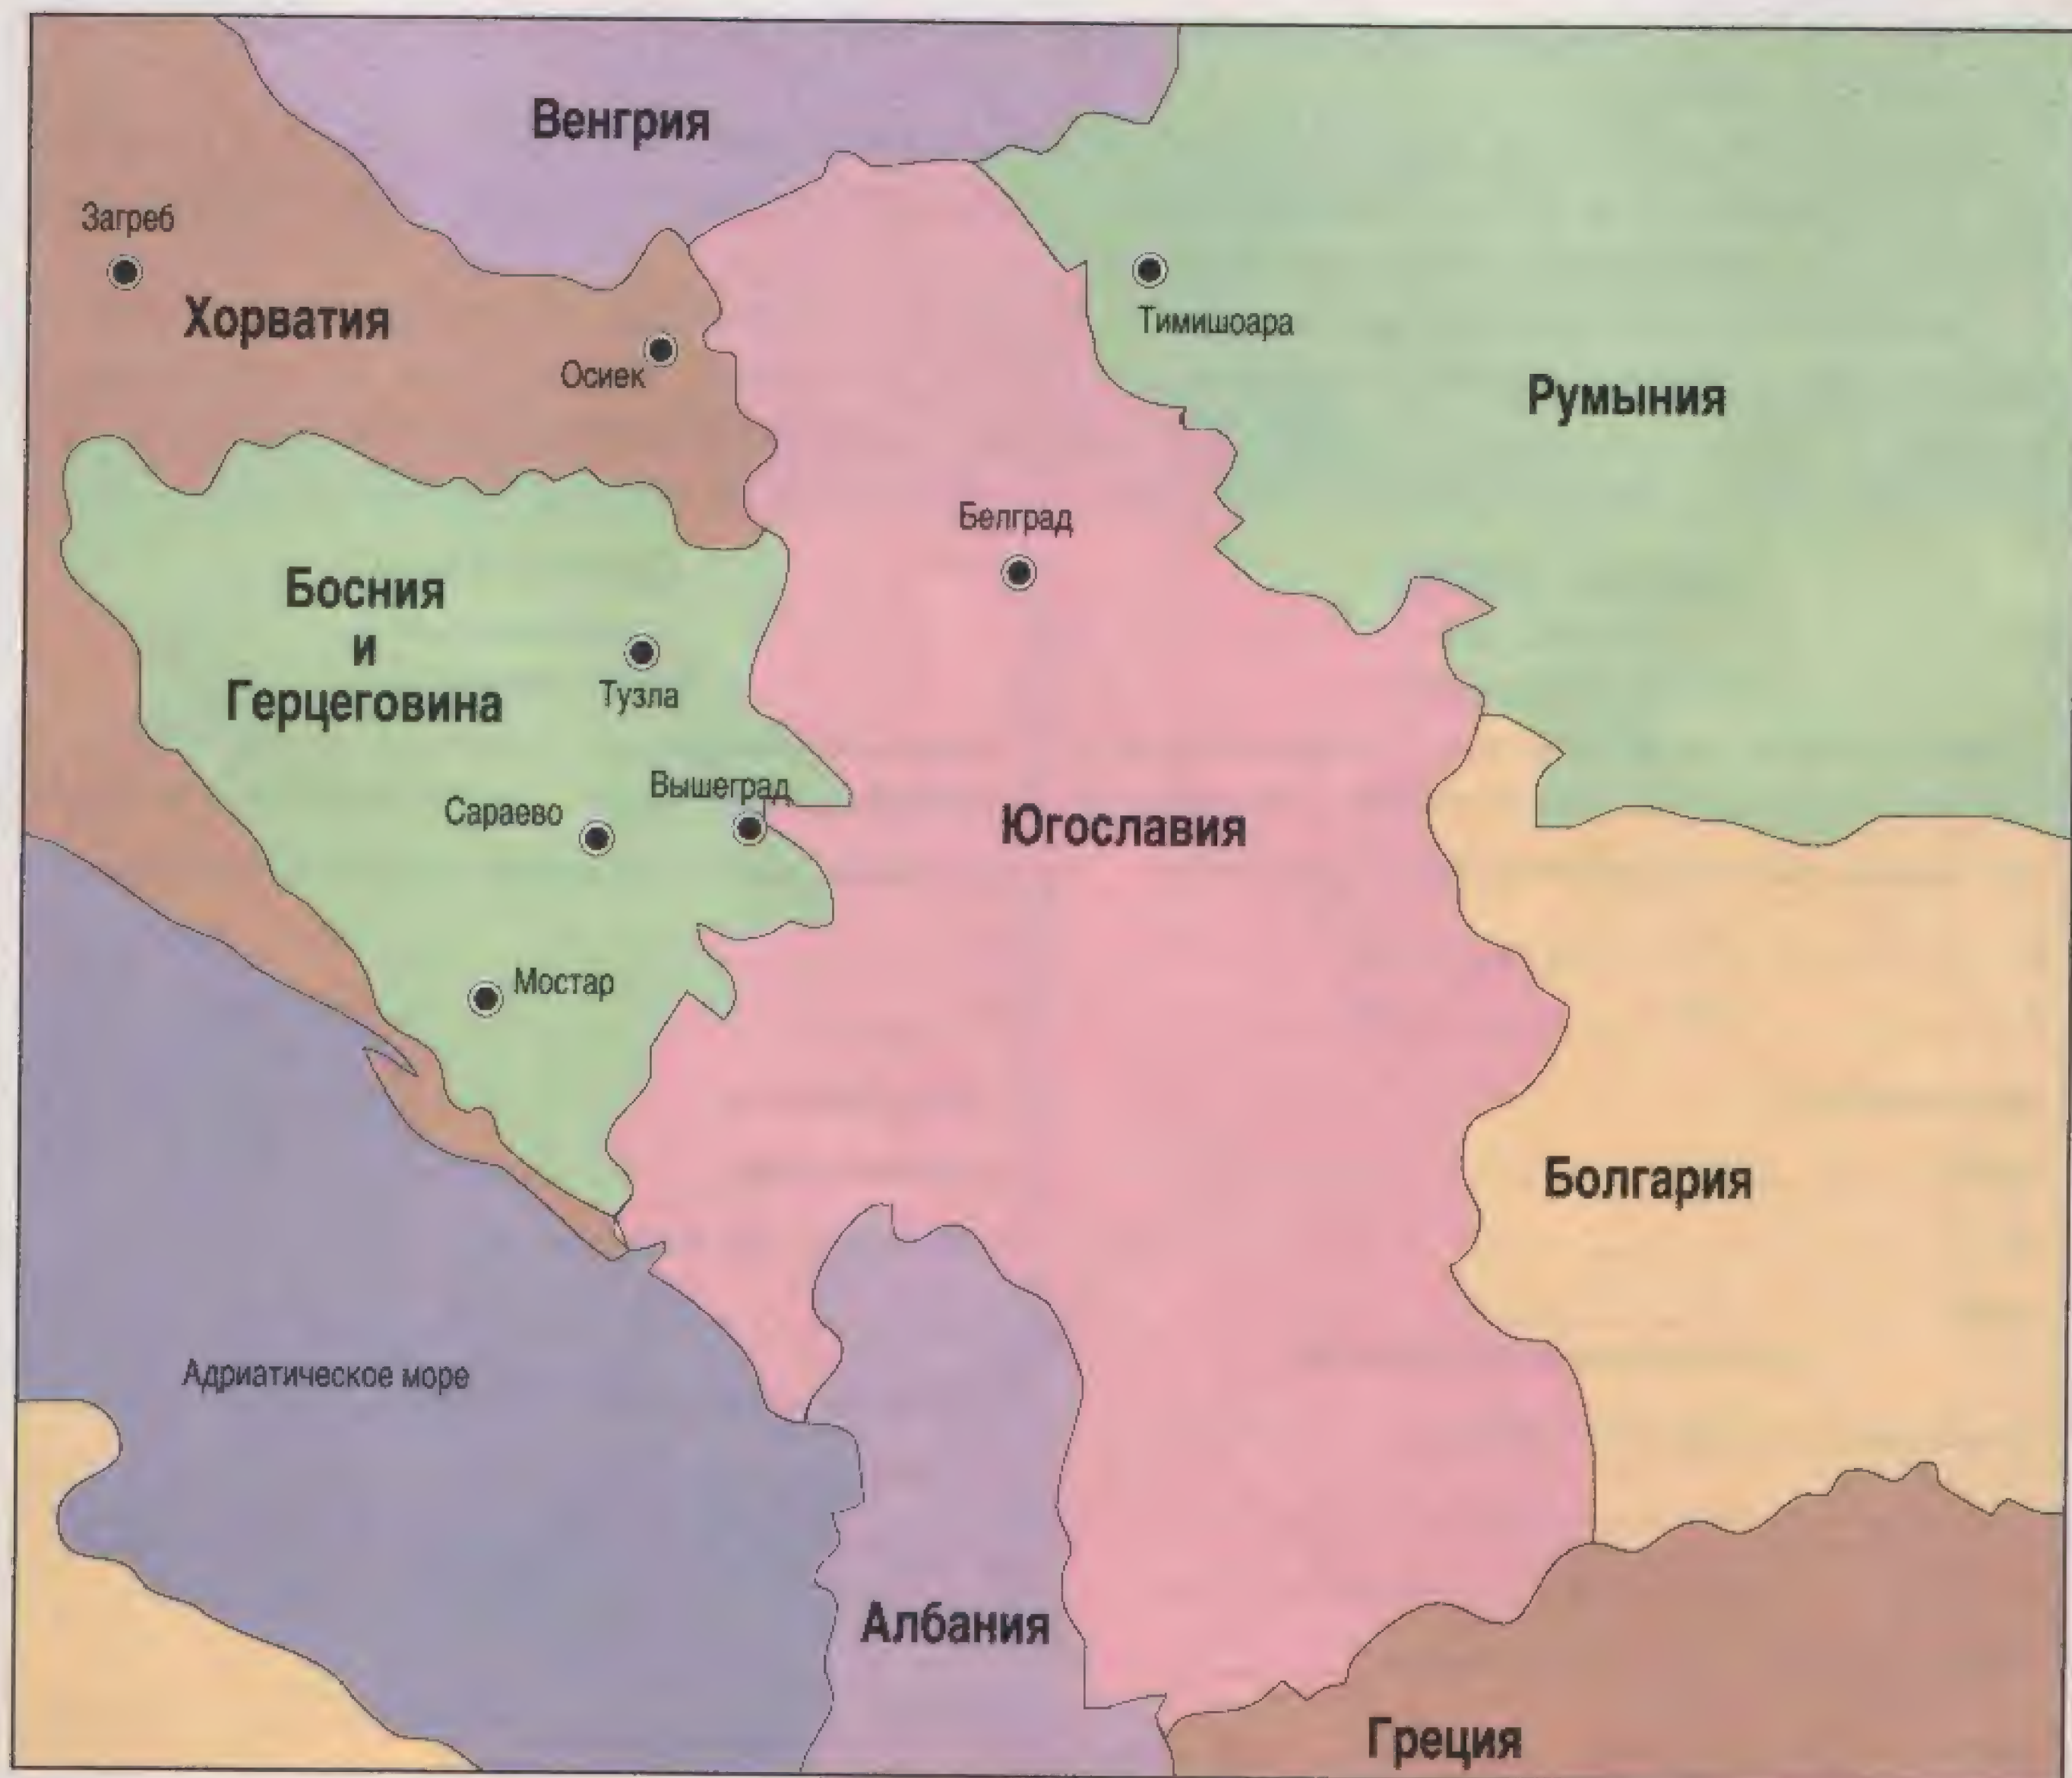 Венгрия
Загреб
Хорватия
Осиек
Тимишоара
Румыния
Белград
Босния
и
Герцеговина
Тузла
Вышеград
Сараево
Югославия
Мостар
Болгария
Адриатическое море
Албания
Греция